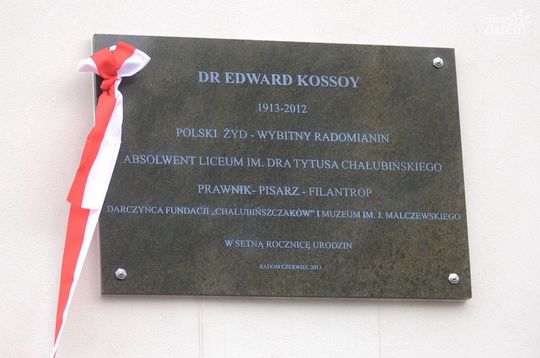 DR EDWARD KOSSOY
1913-2012
POLSKI ŻYD - WYBITNY RADOMIANIN
ABSOLWENT LICEUM IM. DRA TYTUSA CHAŁUBIŃSKIEGO
PRAWNIK- PISARZ - FILANTROP
DARCZYŃCA FUNDACJI „CHAŁUBIŃSZCZAKÓW" I MUZEUM IM. J. MALCZEWSKIEGO
W SETNĄ ROCZNICĘ URODZIN
RADOM CZERWIEC 2013